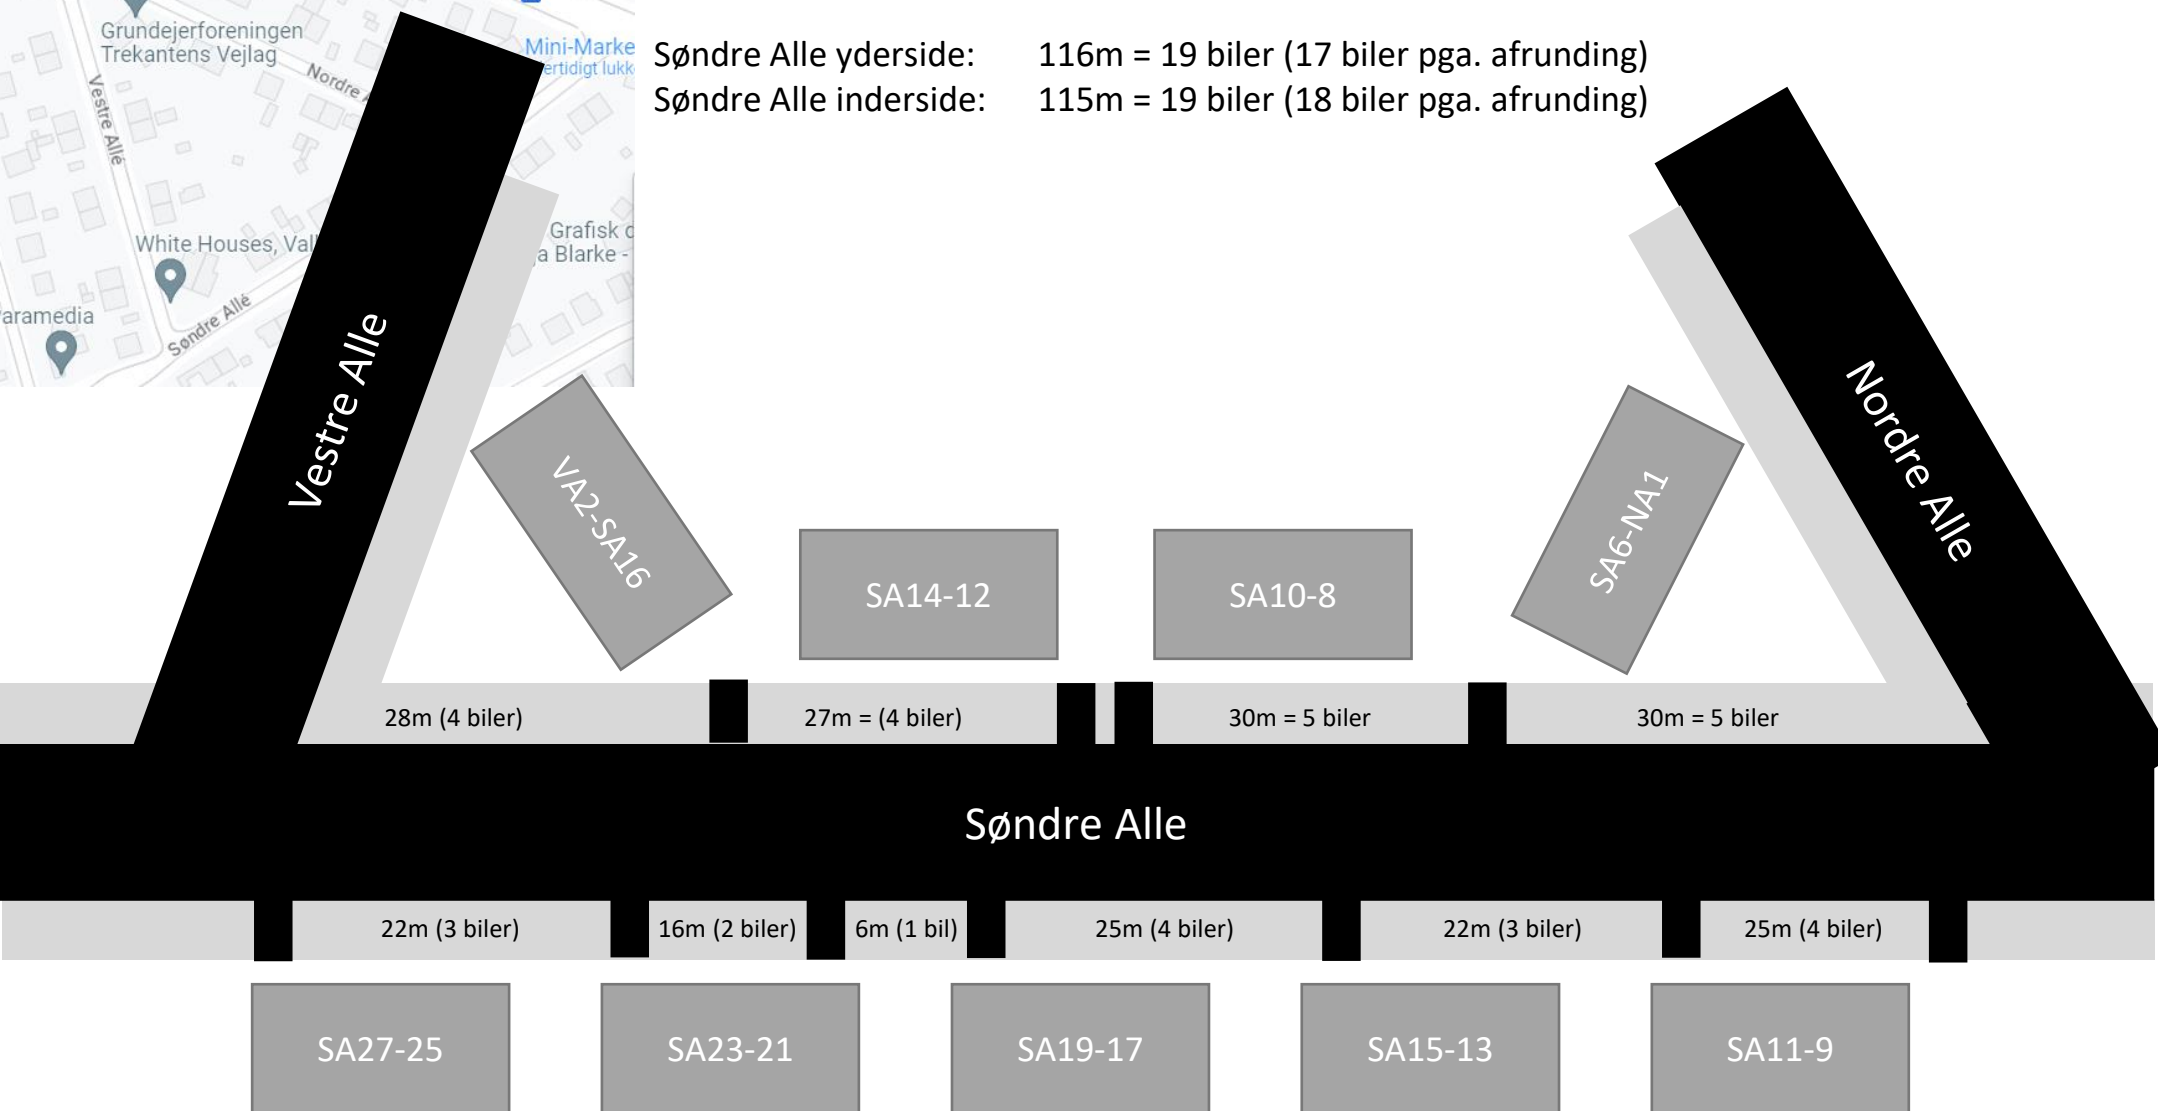 Grundejerforeningen
Trekantens Vejlag
Mini-Marke
ertidigt lukk
Nordre
Vestre Allé
White Houses, Val
Grafisk d
a Blarke -
Søndre Allé
aramedia
Søndre Alle yderside: 116m = 19 biler (17 biler pga. afrunding)
Søndre Alle inderside: 115m = 19 biler (18 biler pga. afrunding)
Vestre Alle
Nordre Alle
VA2-SA16
SA14-12
SA10-8
SA6-NA1
28m (4 biler)
27m = (4 biler)
30m = 5 biler
30m = 5 biler
Søndre Alle
22m (3 biler)
16m (2 biler)
6m (1 bil)
25m (4 biler)
22m (3 biler)
25m (4 biler)
SA27-25
SA23-21
SA19-17
SA15-13
SA11-9